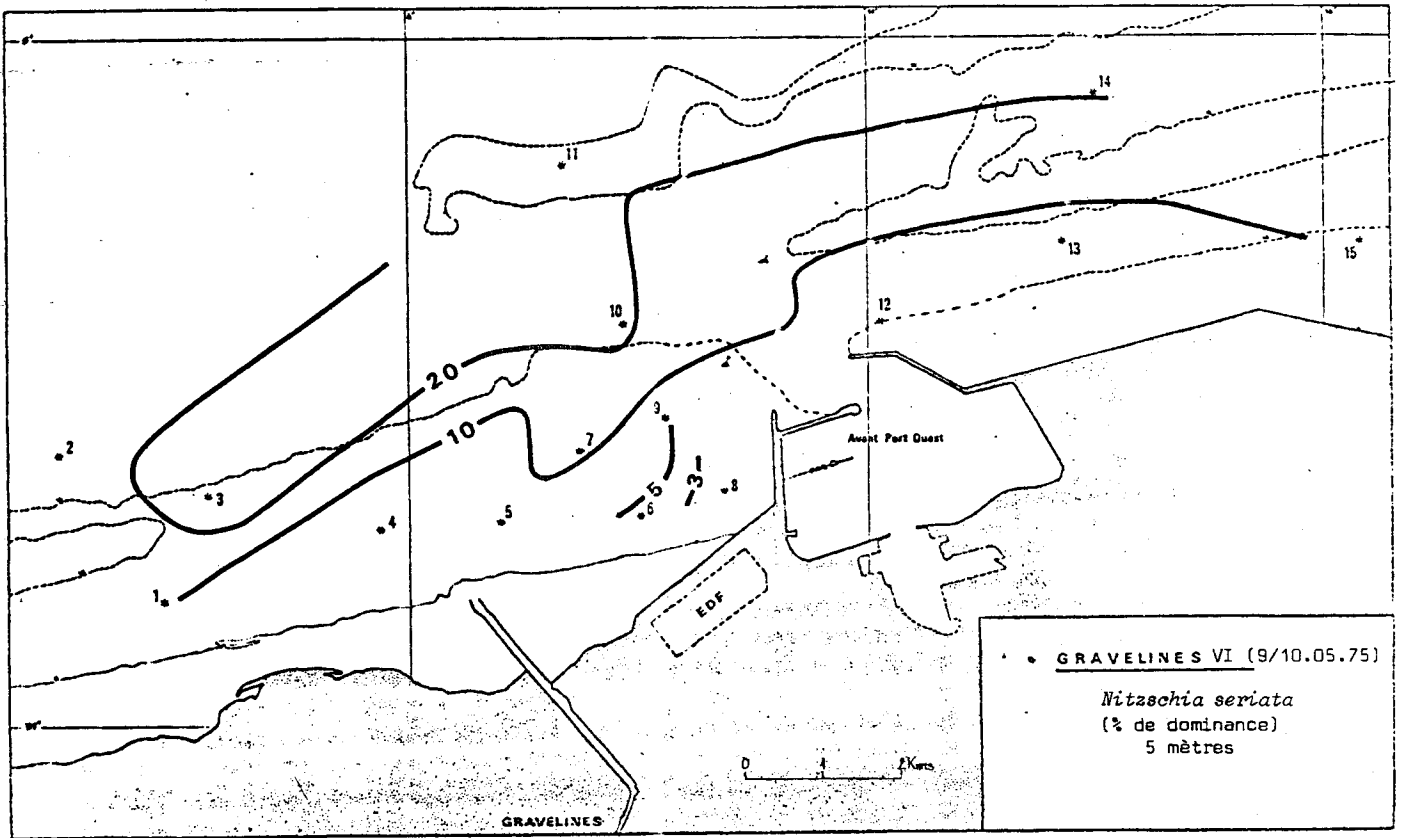 14
11
13
15
12
10
20
10
2
3
9
7
Avant Port Ouest
5
3
8
6
5
4
1
EDF
GRAVELINES VI (9/10.05.75)
Nitzschia seriata
(% de dominance)
5 mètres
0 1 2Kms
GRAVELINES